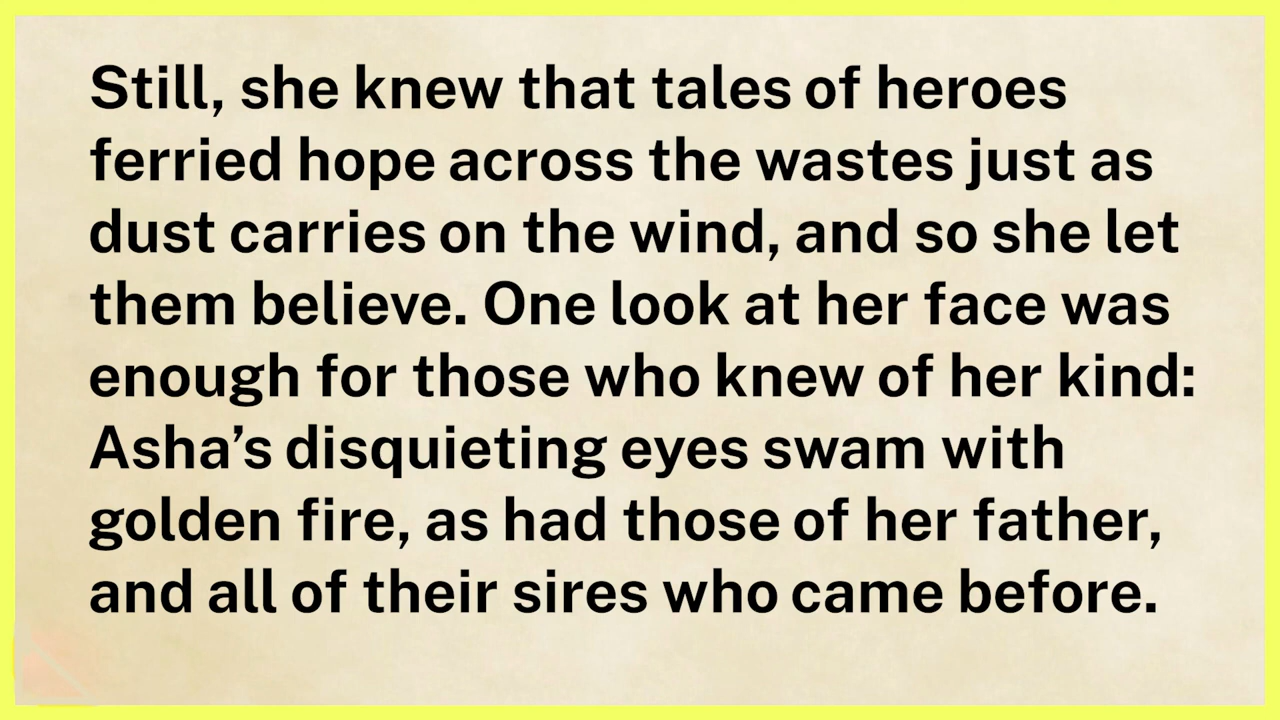 Still, she knew that tales of heroes
ferried hope across the wastes just as
dust carries on the wind, and so she let
them believe. One look at her face was
enough for those who knew of her kind:
Asha’s disquieting eyes swam with
golden fire, as had those of her father,
and all of their sires who came before.